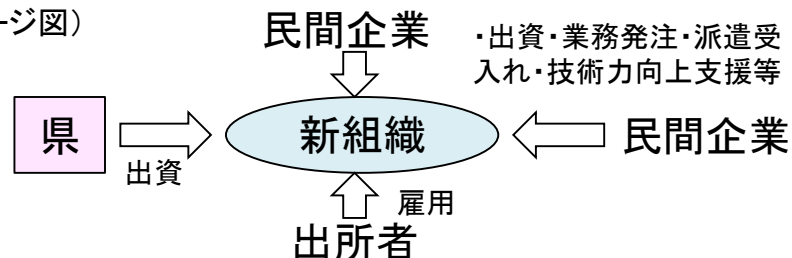 ージ図）
民間企業
・出資・業務発注・派遣受
入れ・技術力向上支援等
県
新組織
民間企業
出資
雇用
出所者